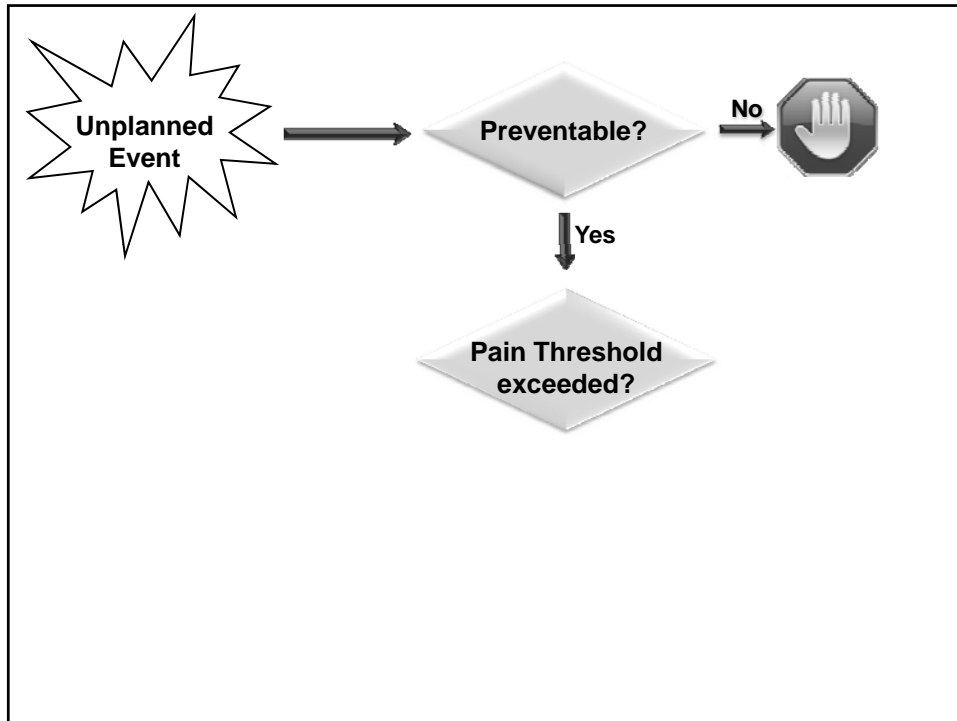 Unplanned
Event
Preventable?
No
Yes
Pain Threshold
exceeded?